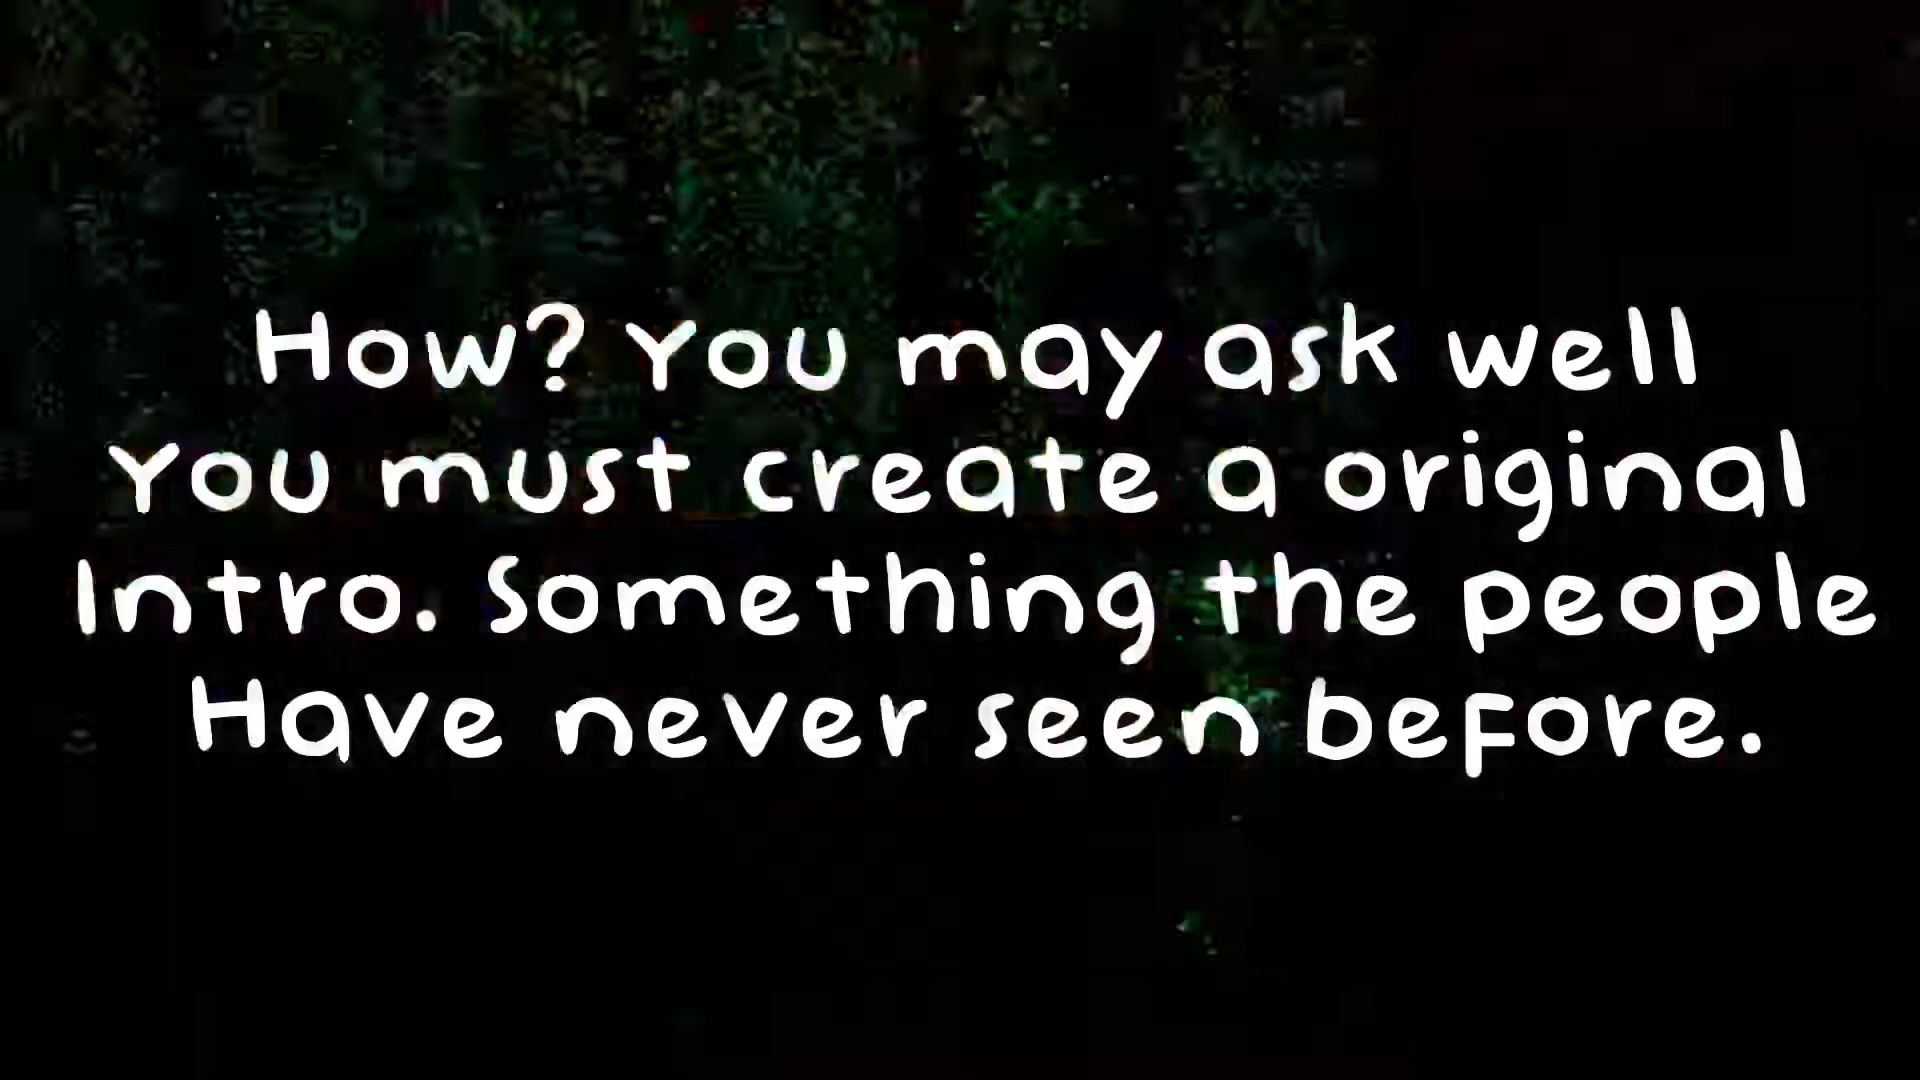 How? You may ask well
You must create a original
Intro. Something the people
Have never seen before.